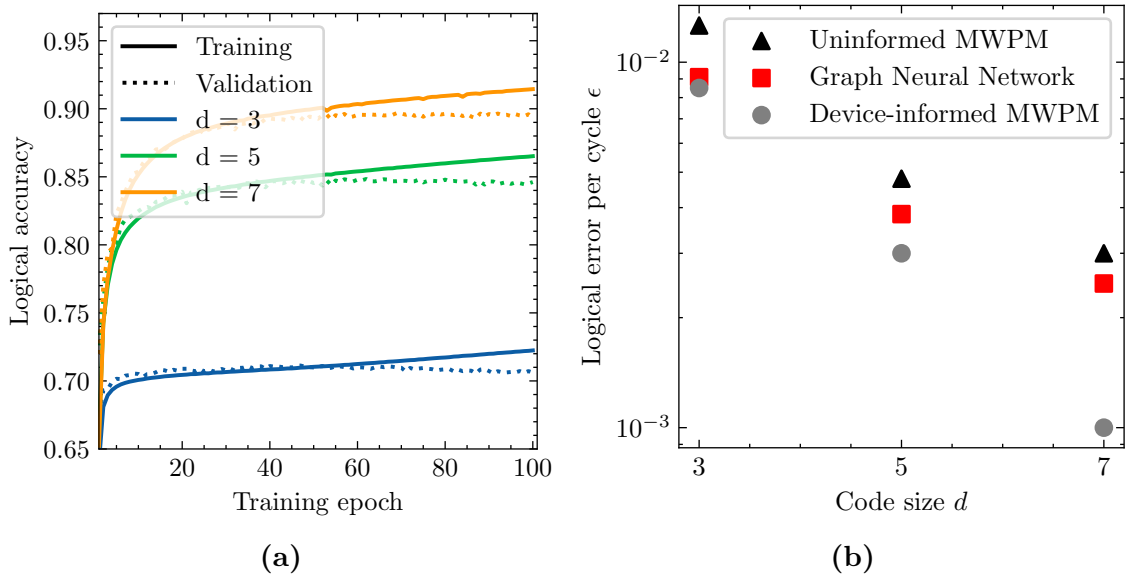 0.95
0.90
0.85
0.80
0.75
0.70
0.65
Logical accuracy
Training
Validation
d = 3
d = 5
d = 7
20
40
60
80
100
Training epoch
(a)
10⁻²
10⁻³
Logical error per cycle ϵ
Uninformed MWPM
Graph Neural Network
Device-informed MWPM
3
5
7
Code size d
(b)